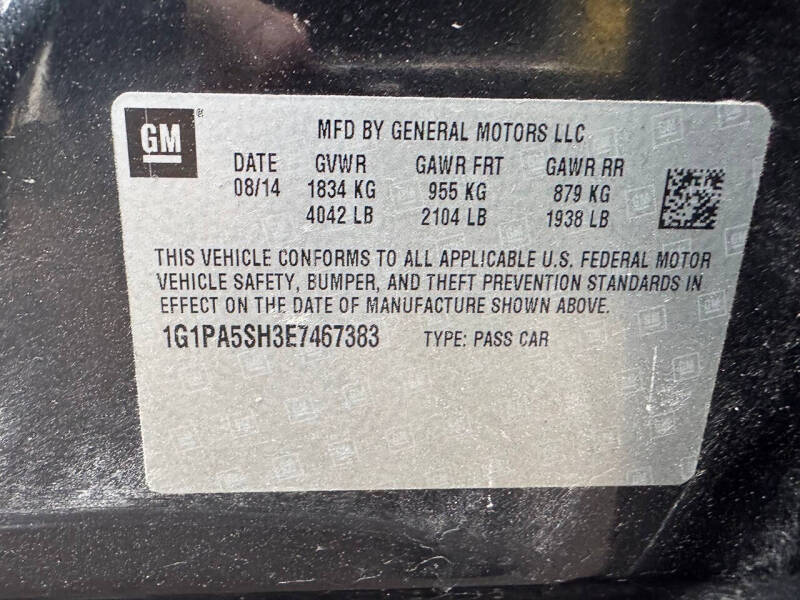 GM®
MFD BY GENERAL MOTORS LLC
DATE GVWR GAWR FRT GAWR RR
08/14 1834 KG 955 KG 879 KG
4042 LB 2104 LB 1938 LB
THIS VEHICLE CONFORMS TO ALL APPLICABLE U.S. FEDERAL MOTOR
VEHICLE SAFETY, BUMPER, AND THEFT PREVENTION STANDARDS IN
EFFECT ON THE DATE OF MANUFACTURE SHOWN ABOVE.
1G1PA5SH3E7467383 TYPE: PASS CAR